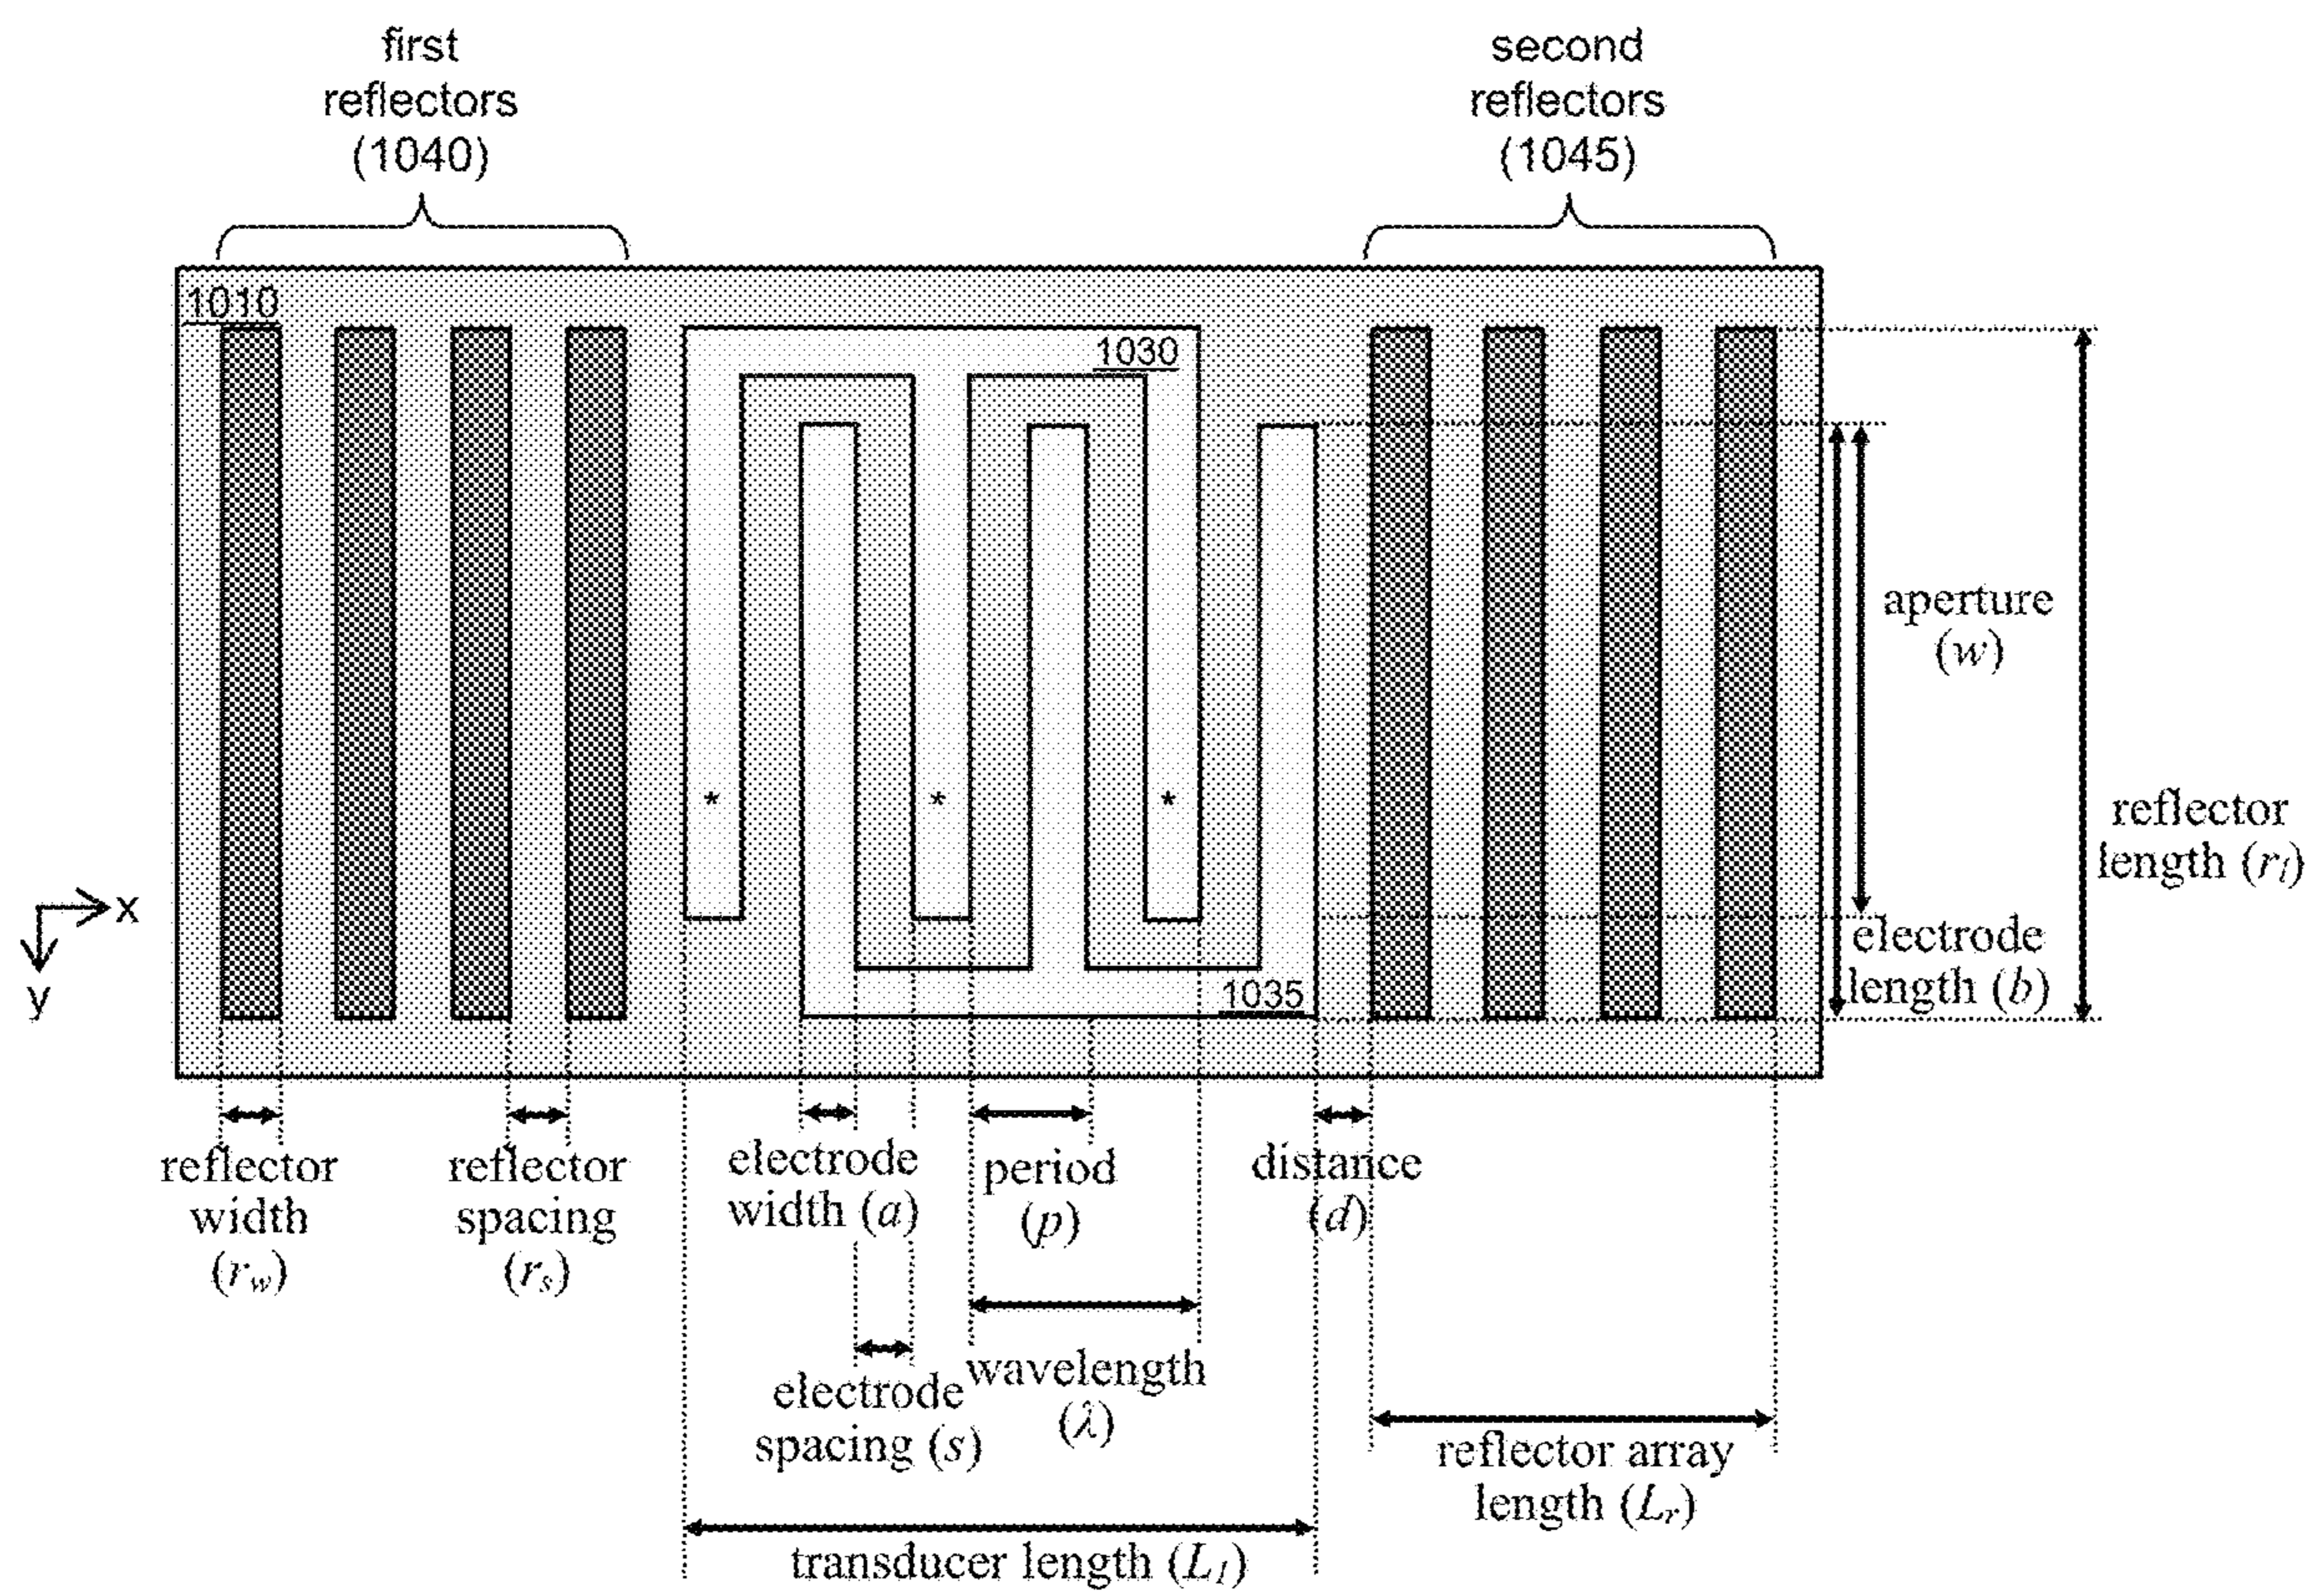 first
reflectors
(1040)
second
reflectors
(1045)
1010
1030
aperture
(w)
* * *
reflector
length (rl)
x
y
electrode
length (b)
1035
reflector
width
(rw)
reflector
spacing
(rs)
electrode
width (a)
period
(p)
distance
(d)
wavelength
(λ)
electrode
spacing (s)
reflector array
length (Lr)
transducer length (L1)